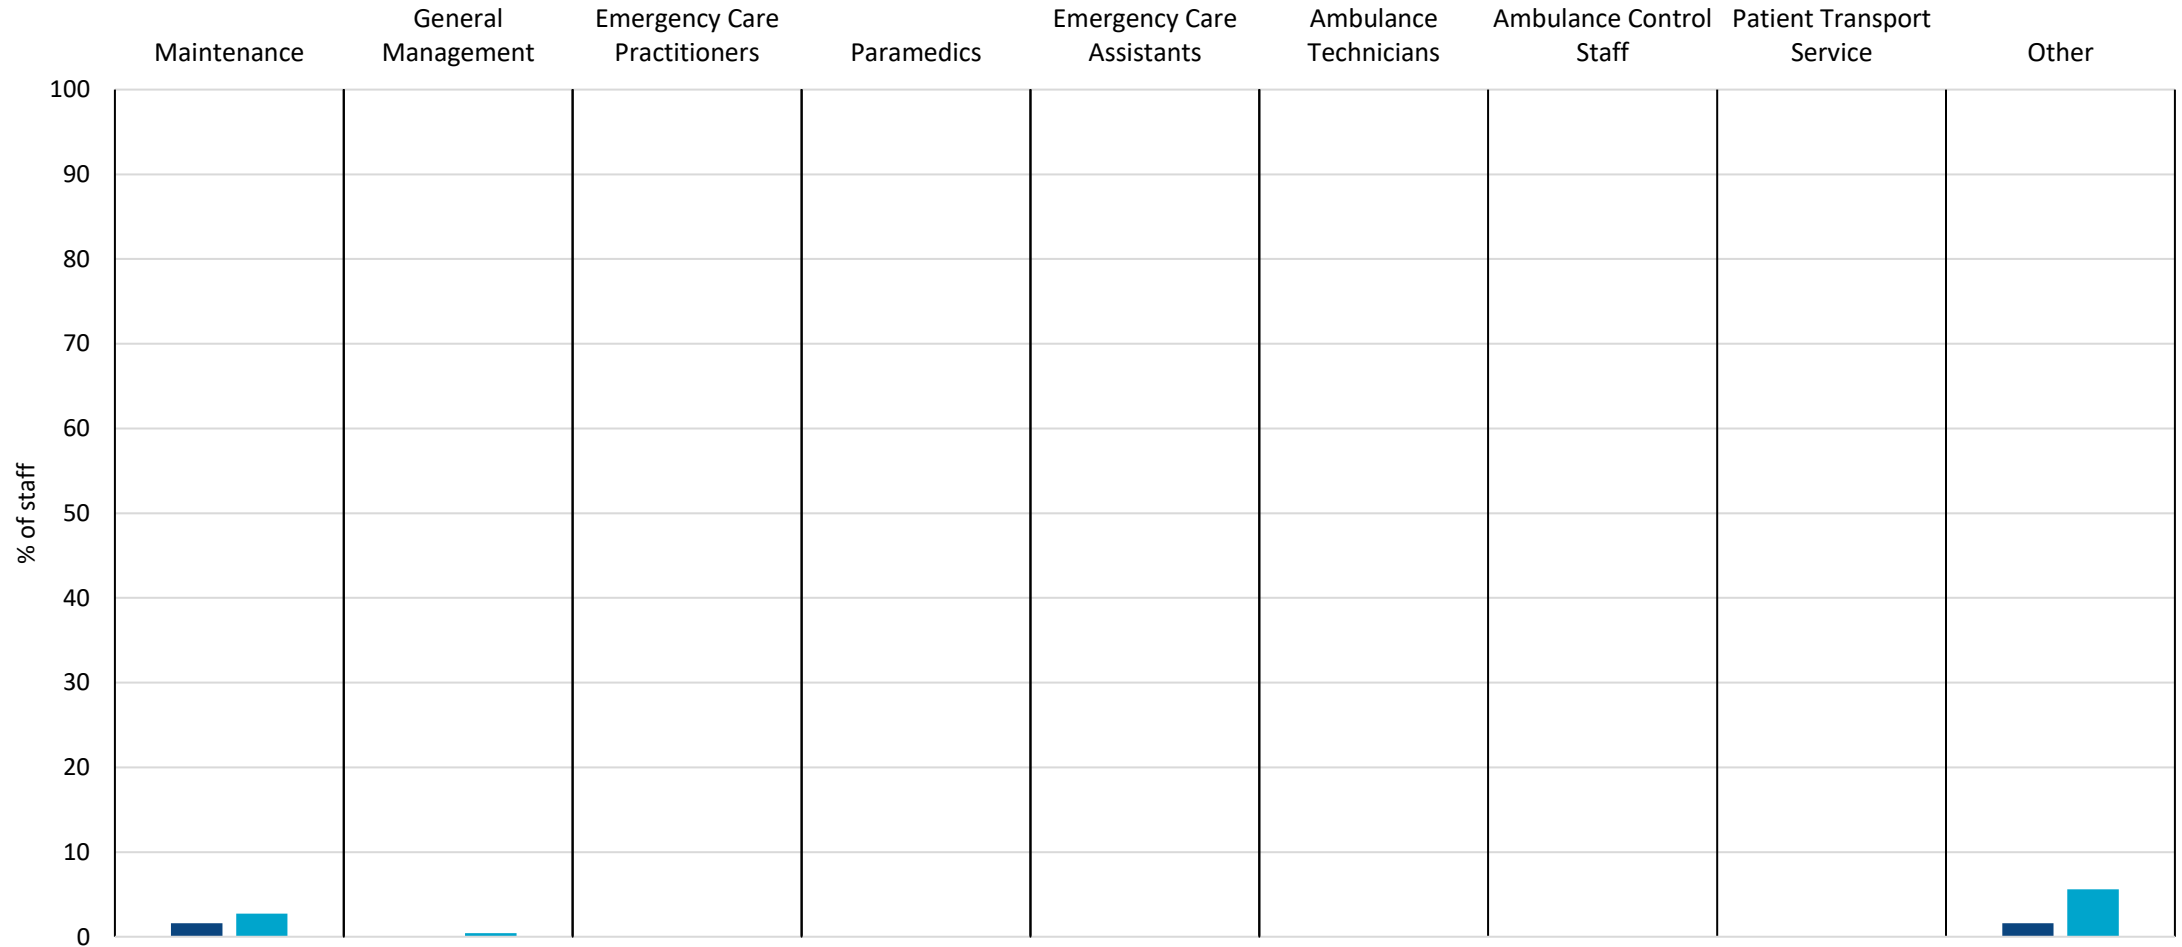 Maintenance
General
Management
Emergency Care
Practitioners
Paramedics
Emergency Care
Assistants
Ambulance
Technicians
Ambulance Control
Staff
Patient Transport
Service
Other
100
90
80
70
60
50
40
30
20
10
0
% of staff